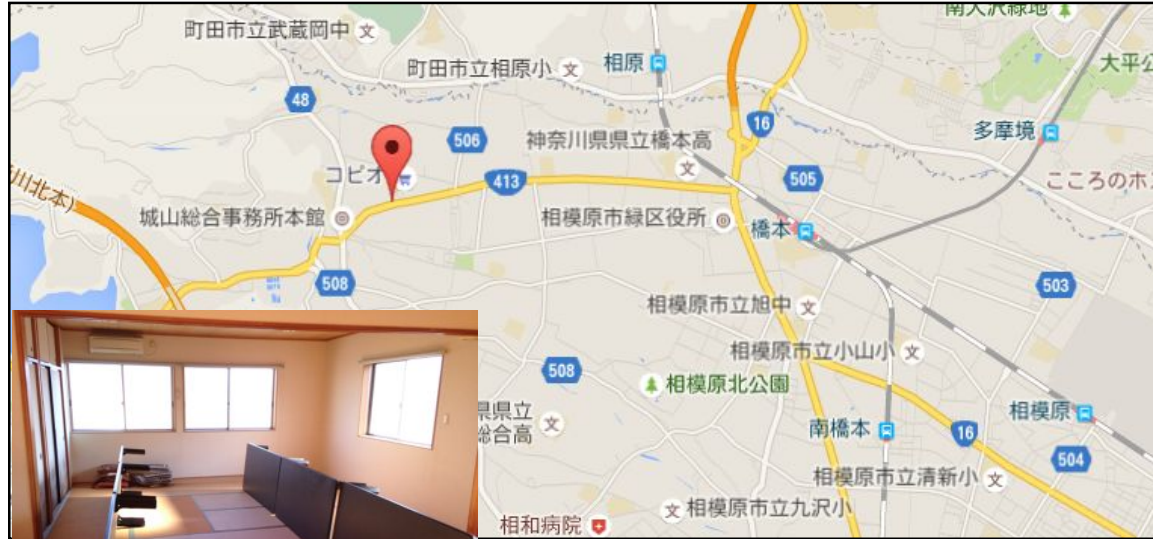 南大沢緑地
町田市立武蔵岡中
相原
町田市立相原小
大平公
48
16
506
神奈川県県立橋本高
多摩境
コピオ
413
505
こころのホス
川北本)
城山総合事務所本館
相模原市緑区役所
橋本
508
503
相模原市立旭中
相模原市立小山小
508
相模原北公園
県県立
総合高
相模原
南橋本
16
504
相模原市立清新小
相模原市立九沢小
相和病院